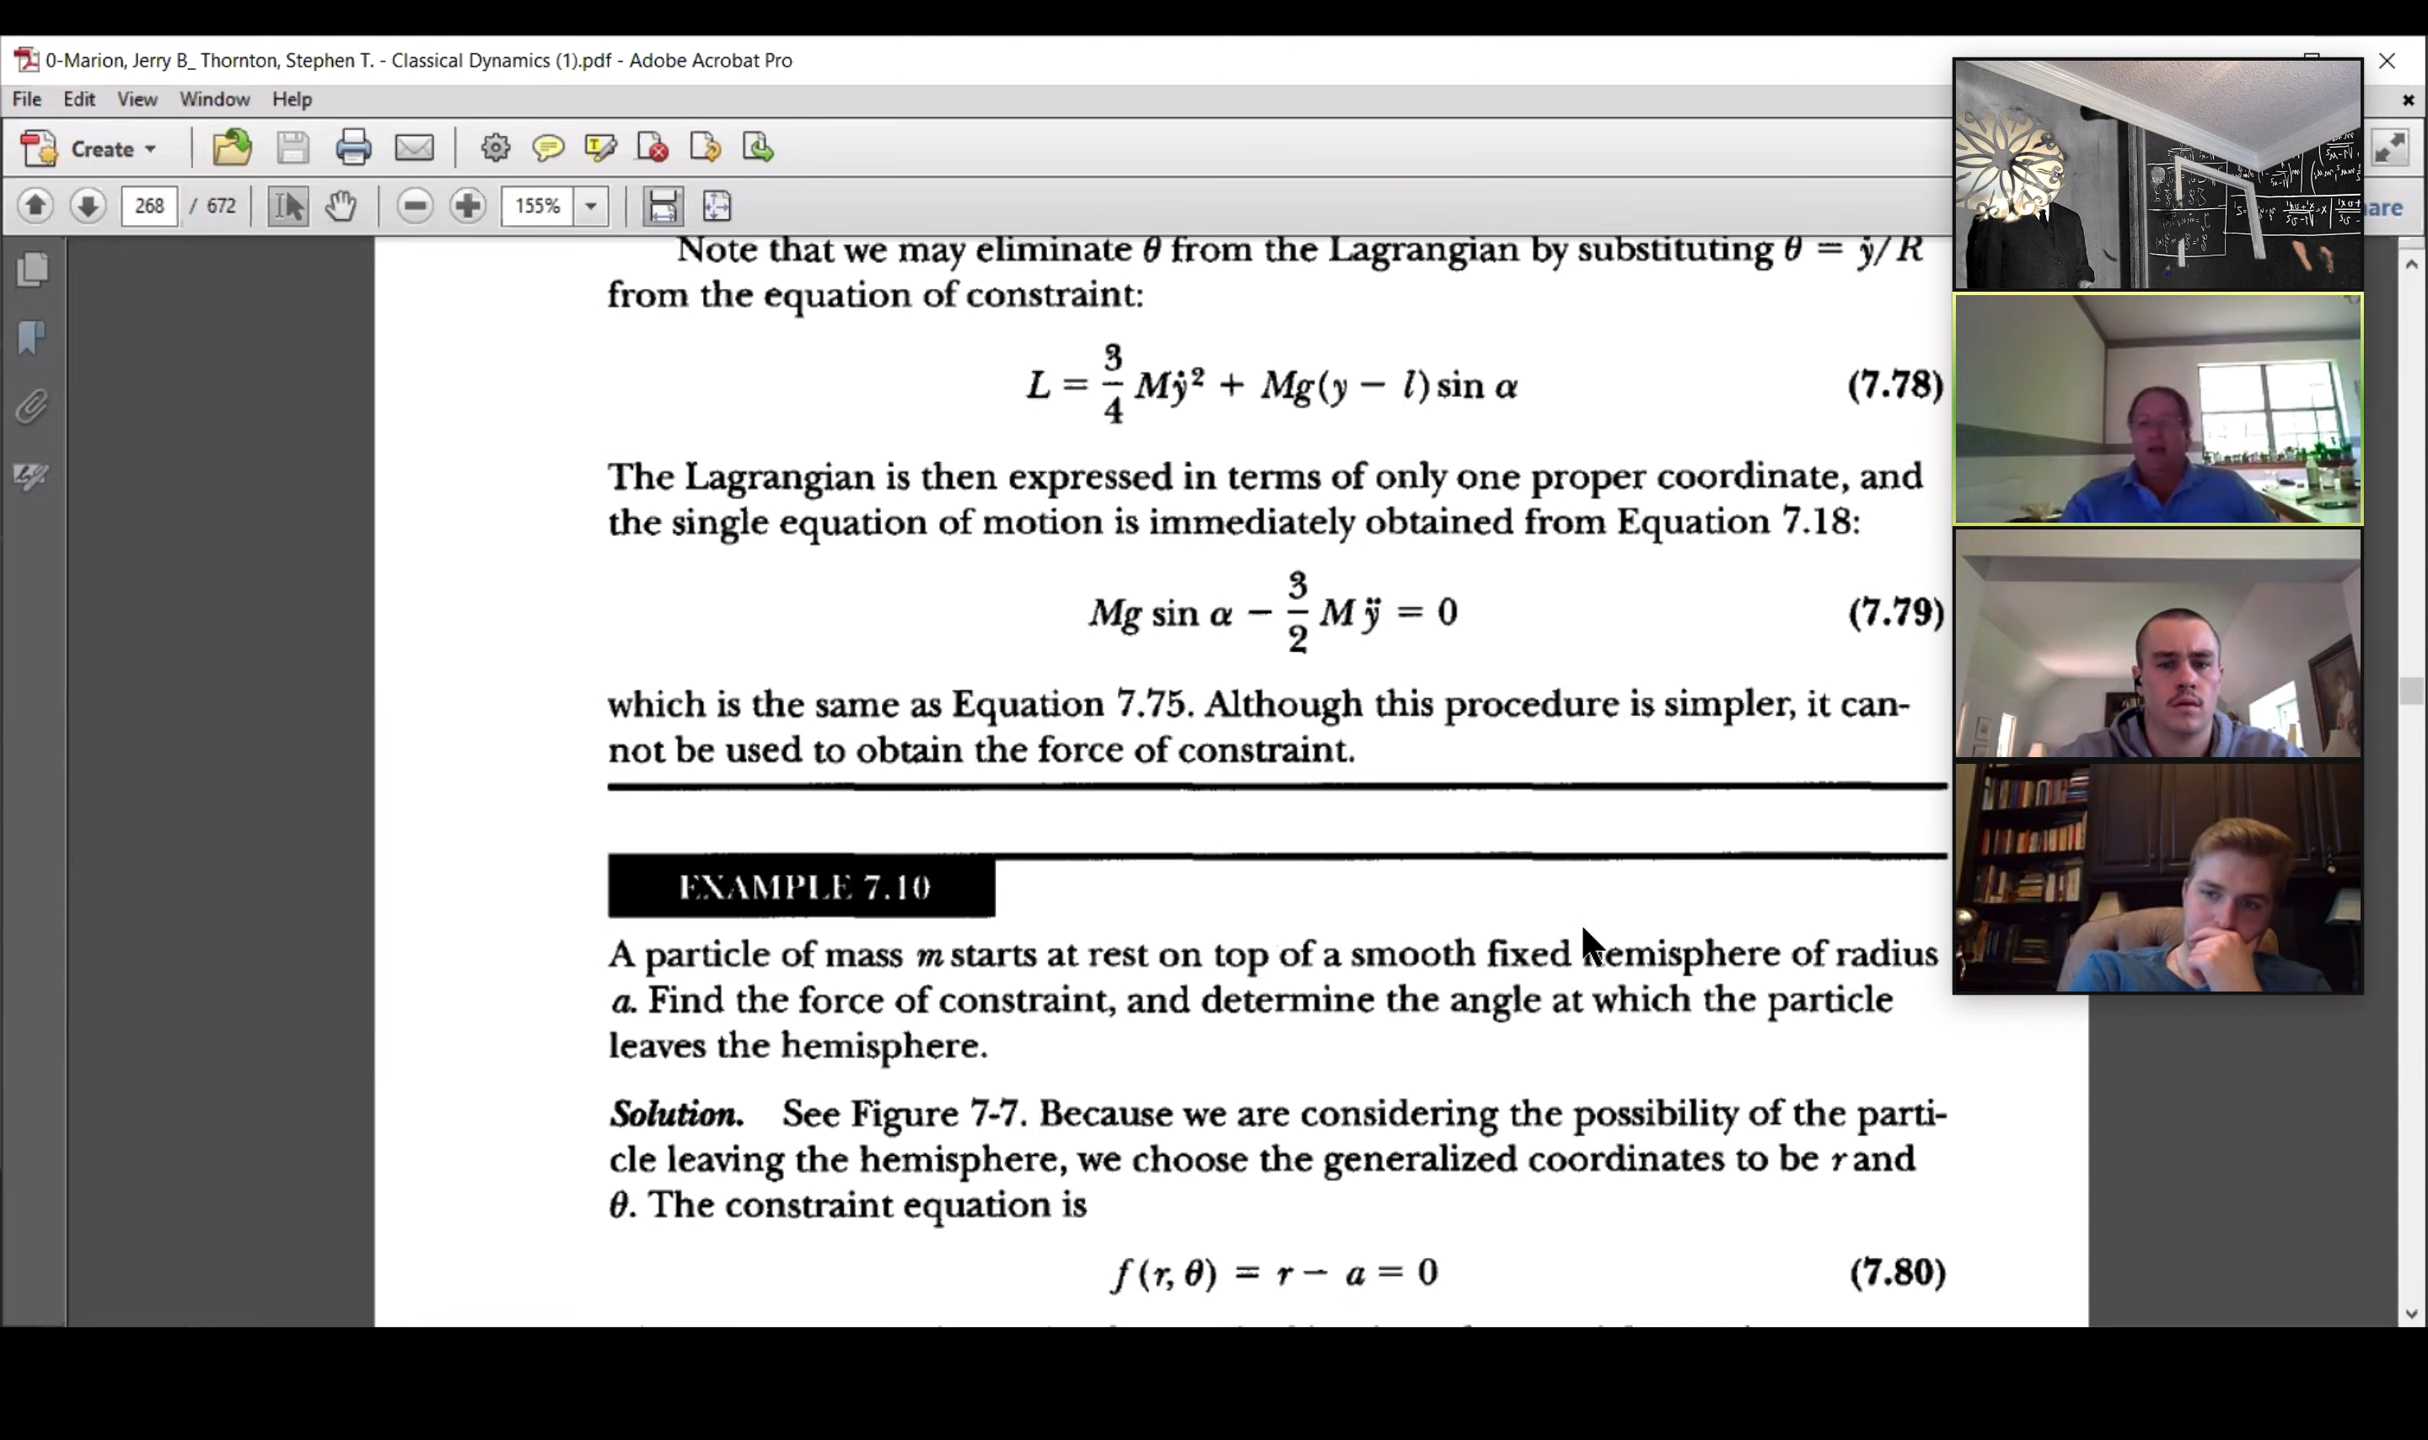 0-Marion, Jerry B_ Thornton, Stephen T. - Classical Dynamics (1).pdf - Adobe Acrobat Pro
File Edit View Window Help
Create
268 / 672 155%
are
Note that we may eliminate θ̇ from the Lagrangian by substituting θ̇ = ẏ/R
from the equation of constraint:
L = 3/4 Mẏ² + Mg(y − l) sin α (7.78)
The Lagrangian is then expressed in terms of only one proper coordinate, and
the single equation of motion is immediately obtained from Equation 7.18:
Mg sin α − 3/2 M ÿ = 0 (7.79)
which is the same as Equation 7.75. Although this procedure is simpler, it can-
not be used to obtain the force of constraint.
EXAMPLE 7.10
A particle of mass m starts at rest on top of a smooth fixed hemisphere of radius
a. Find the force of constraint, and determine the angle at which the particle
leaves the hemisphere.
Solution. See Figure 7-7. Because we are considering the possibility of the parti-
cle leaving the hemisphere, we choose the generalized coordinates to be r and
θ. The constraint equation is
f(r, θ) = r − a = 0 (7.80)